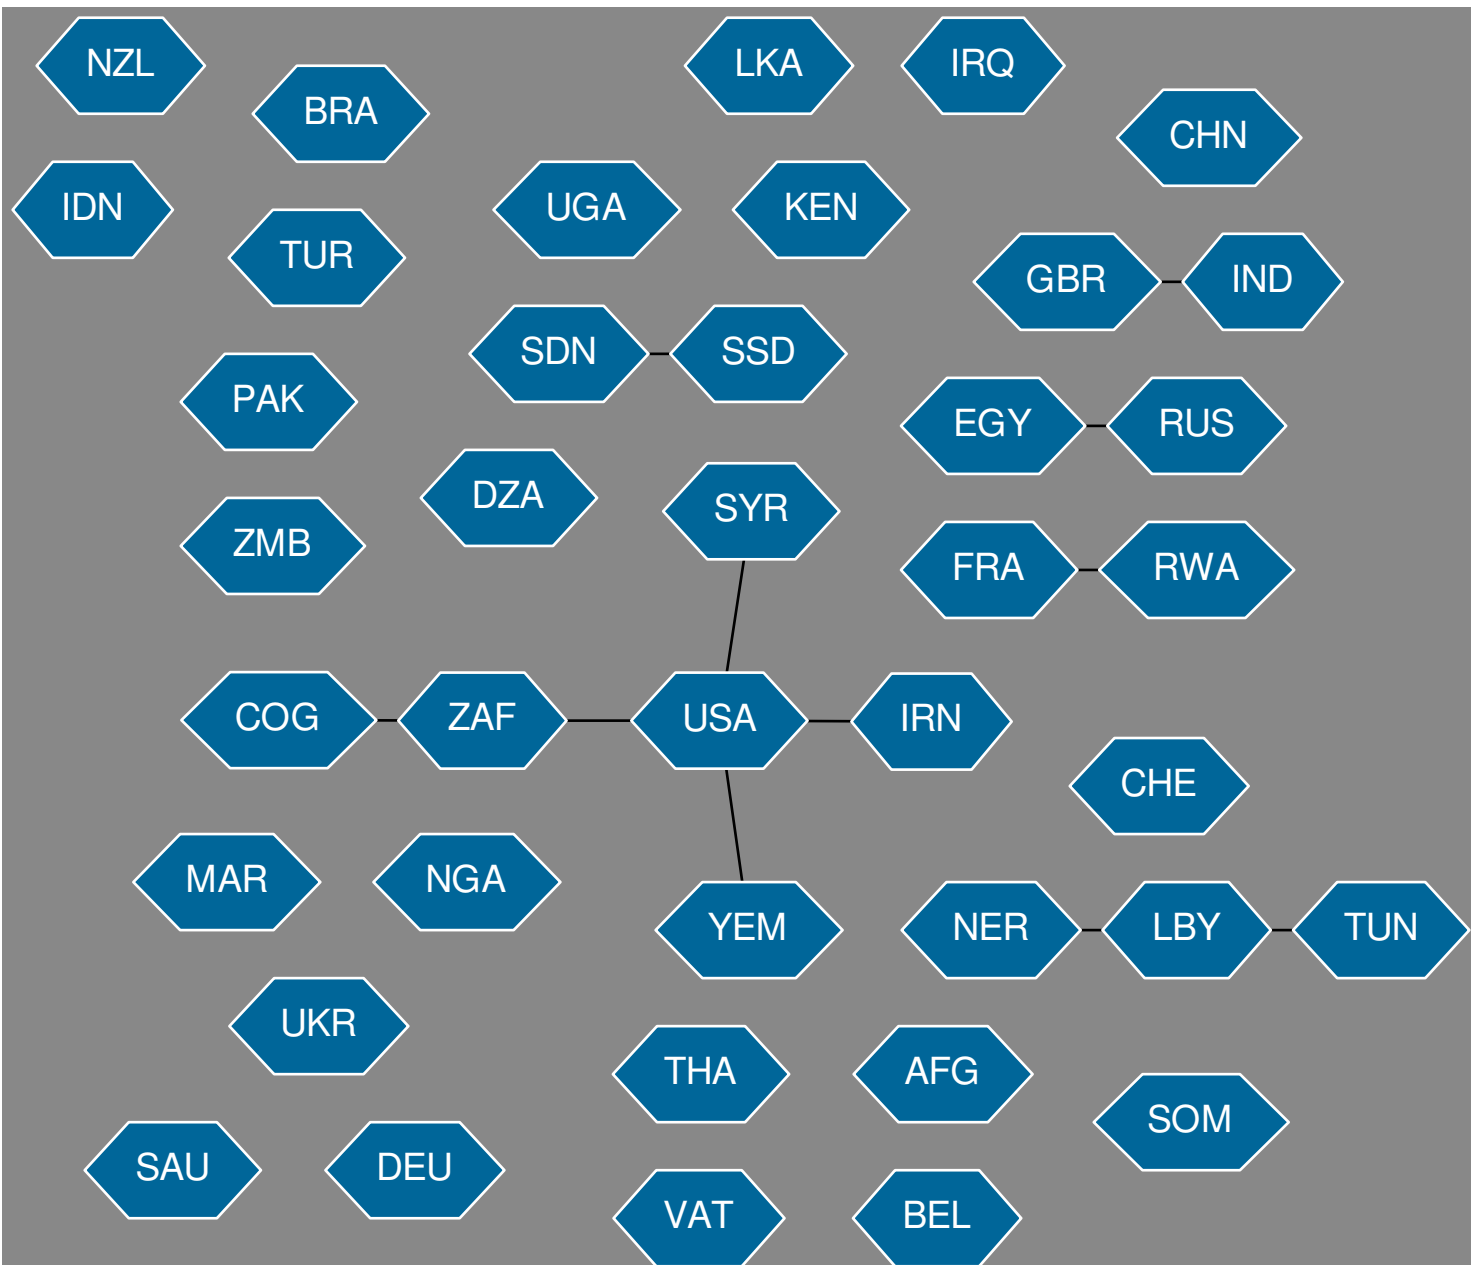 NZL
BRA
LKA
IRQ
CHN
IDN
TUR
UGA
KEN
GBR
IND
SDN
SSD
PAK
EGY
RUS
DZA
SYR
ZMB
FRA
RWA
COG
ZAF
USA
IRN
CHE
MAR
NGA
YEM
NER
LBY
TUN
UKR
THA
AFG
SOM
SAU
DEU
VAT
BEL